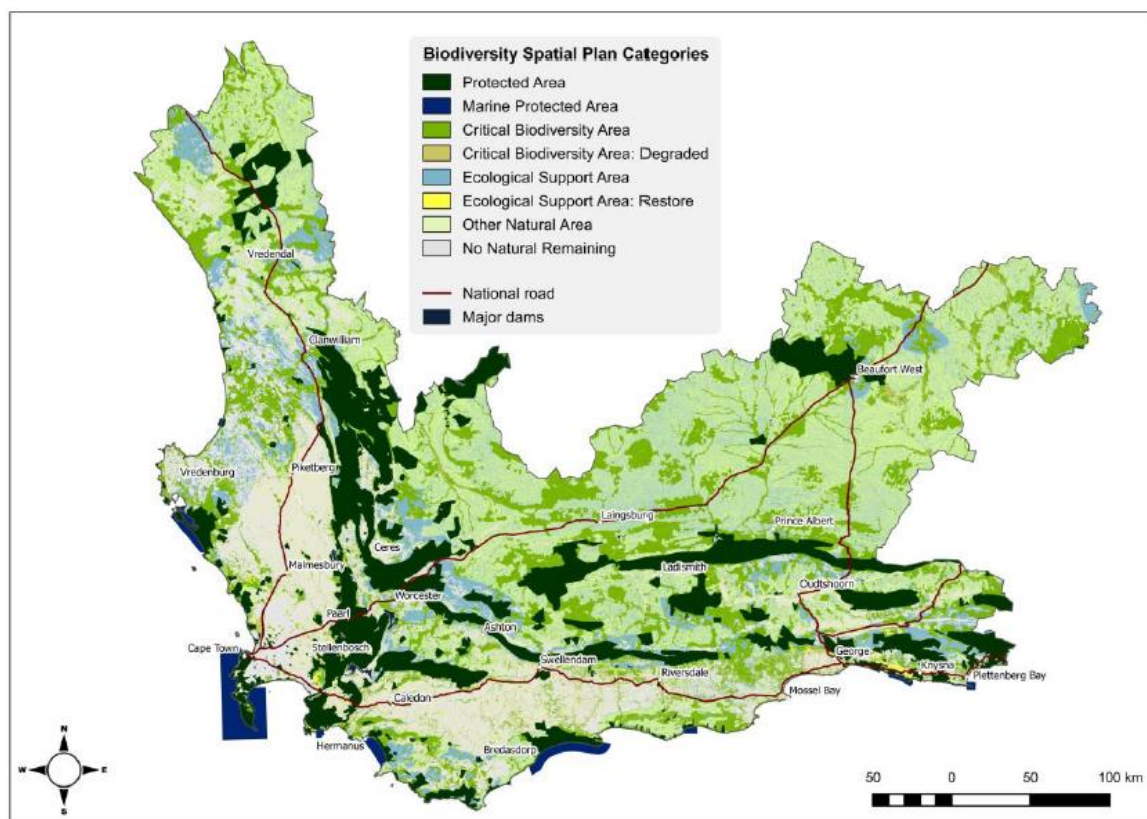 Biodiversity Spatial Plan Categories
Protected Area
Marine Protected Area
Critical Biodiversity Area
Critical Biodiversity Area: Degraded
Ecological Support Area
Ecological Support Area: Restore
Other Natural Area
No Natural Remaining
National road
Major dams
Vredendal
Clanwilliam
Beaufort West
Vredenburg
Piketberg
Laingsburg
Prince Albert
Ceres
Malmesbury
Ladismith
Oudtshoorn
Worcester
Paarl
Ashton
Cape Town
Stellenbosch
George
Swellendam
Knysna
Riversdale
Plettenberg Bay
Caledon
Mossel Bay
Hermanus
Bredasdorp
N
W E
S
50 0 50 100 km